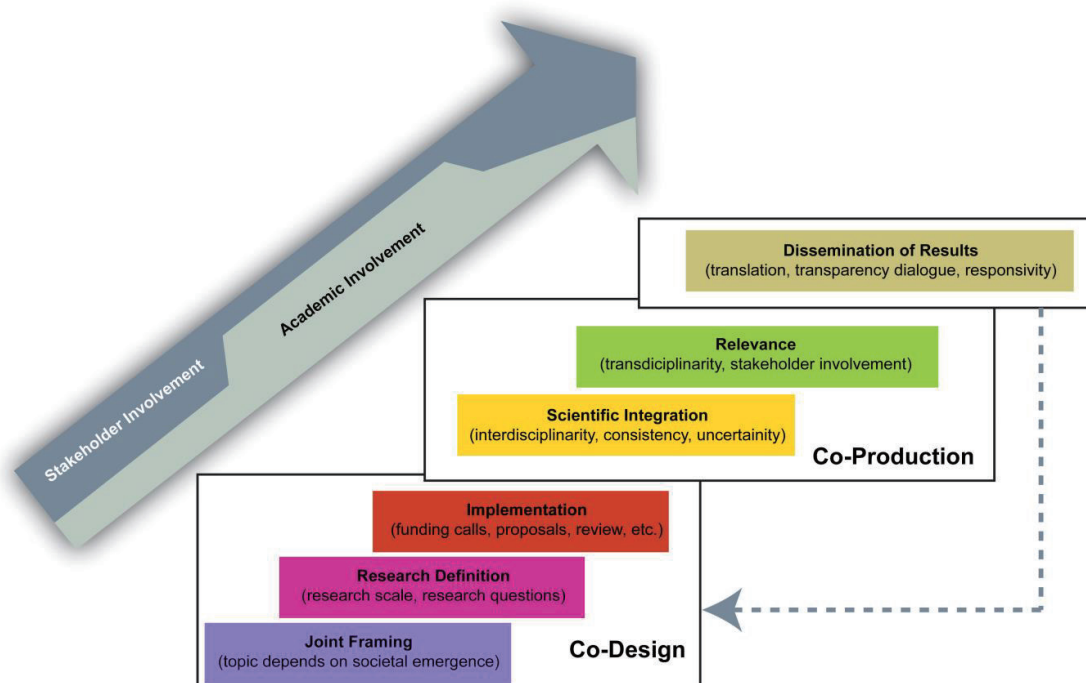 Stakeholder Involvement
Academic Involvement
Dissemination of Results
(translation, transparency dialogue, responsivity)
Relevance
(transdiciplinarity, stakeholder involvement)
Scientific Integration
(interdisciplinarity, consistency, uncertainity)
Co-Production
Implementation
(funding calls, proposals, review, etc.)
Research Definition
(research scale, research questions)
Joint Framing
(topic depends on societal emergence)
Co-Design